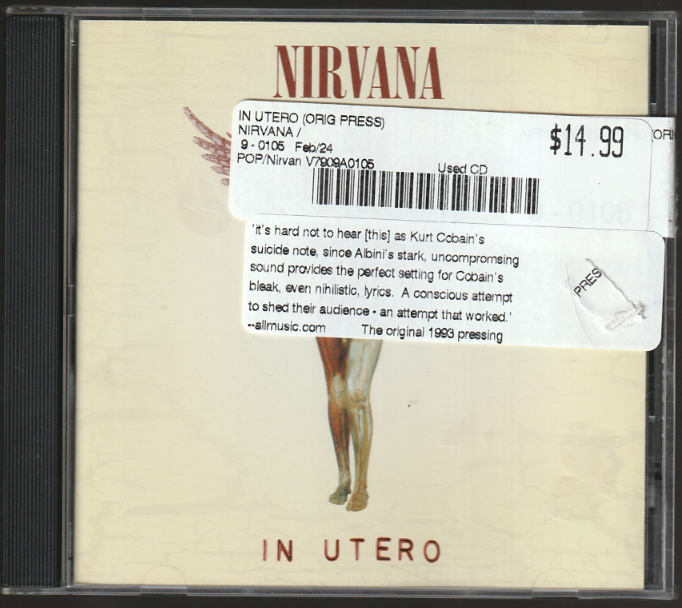 NIRVANA
IN UTERO (ORIG PRESS)
NIRVANA /
9 - 0105 Feb/24
POP/Nirvan V7909A0105 Used CD
$14.99
(ORI
- 0105
'it's hard not to hear [this] as Kurt Cobain's
suicide note, since Albini's stark, uncompromsing
sound provides the perfect setting for Cobain's
bleak, even nihilistic, lyrics. A conscious attempt
to shed their audience - an attempt that worked.'
--allmusic.com The original 1993 pressing
PRES
IN UTERO